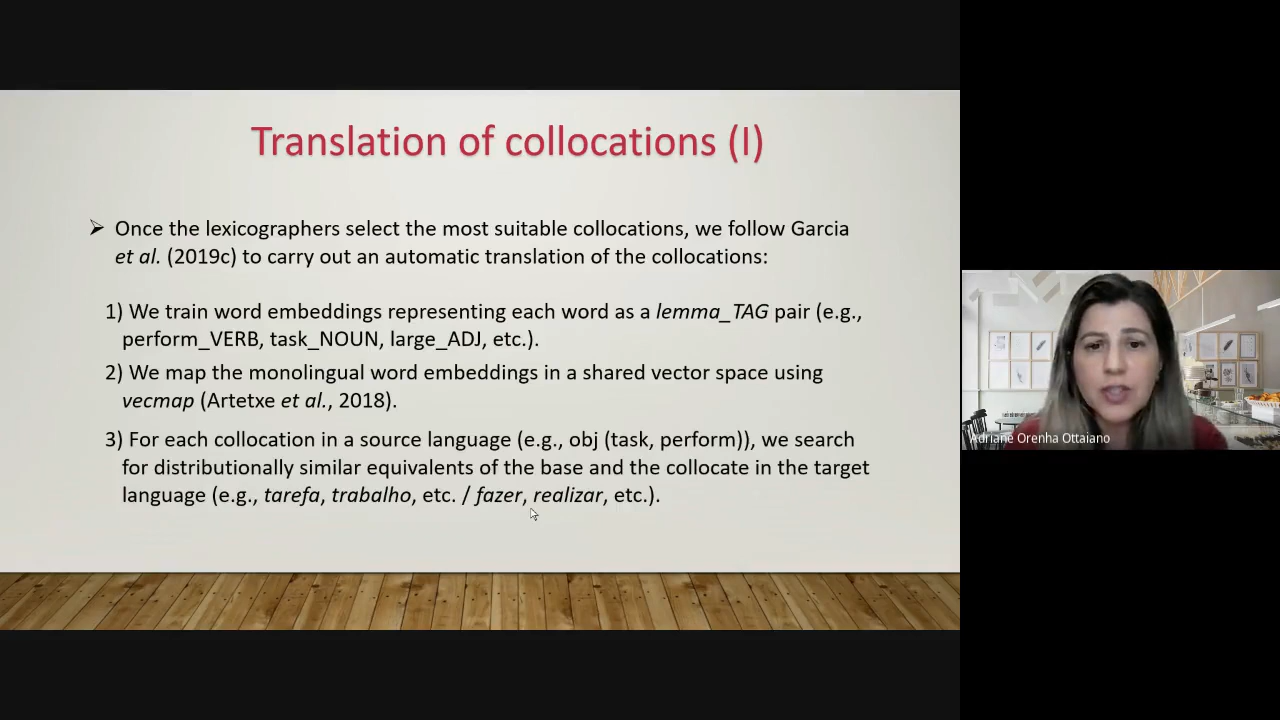 Translation of collocations (I)
➢ Once the lexicographers select the most suitable collocations, we follow Garcia
et al. (2019c) to carry out an automatic translation of the collocations:
1) We train word embeddings representing each word as a lemma_TAG pair (e.g.,
perform_VERB, task_NOUN, large_ADJ, etc.).
2) We map the monolingual word embeddings in a shared vector space using
vecmap (Artetxe et al., 2018).
3) For each collocation in a source language (e.g., obj (task, perform)), we search
for distributionally similar equivalents of the base and the collocate in the target
language (e.g., tarefa, trabalho, etc. / fazer, realizar, etc.).
Adriane Orenha Ottaiano